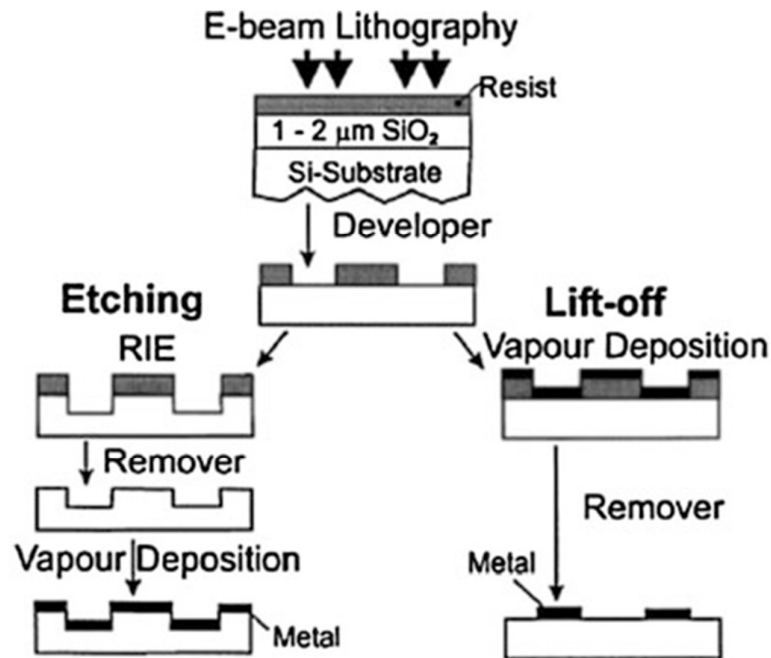 E-beam Lithography
Resist
1 - 2 μm SiO₂
Si-Substrate
Developer
Etching
RIE
Remover
Vapour Deposition
Metal
Lift-off
Vapour Deposition
Remover
Metal